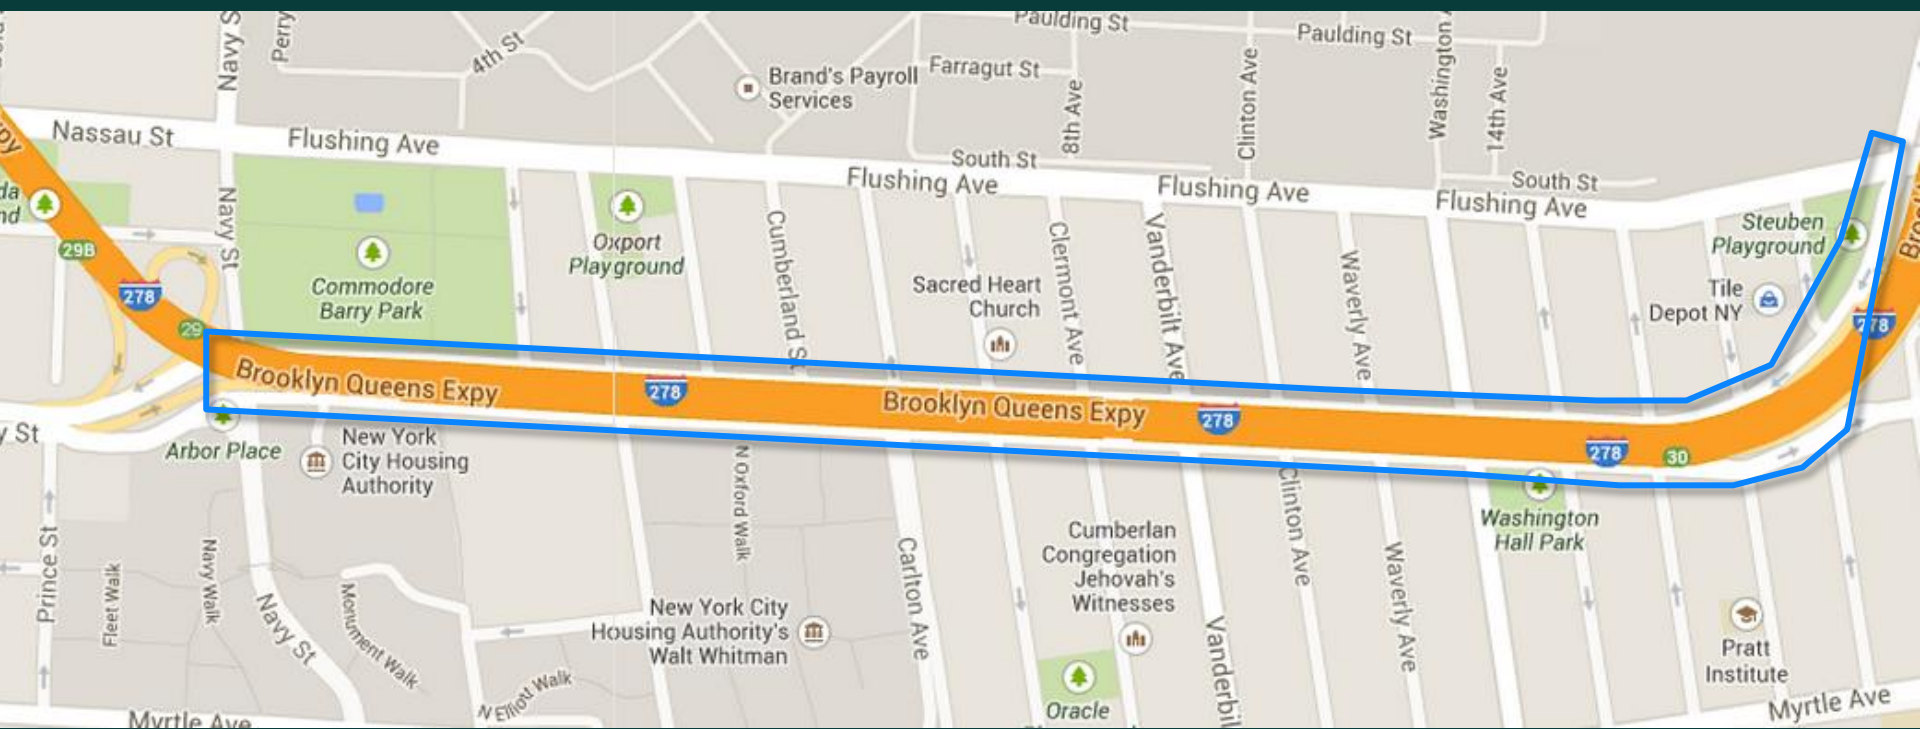 Paulding St
Paulding St
Navy S
Perry
4th St
Farragut St
Brand's Payroll
Services
8th Ave
Clinton Ave
Washington A
14th Ave
Nassau St
Flushing Ave
South St
Flushing Ave
Flushing Ave
South St
Flushing Ave
Navy St
29B
278
29
Commodore
Barry Park
Oxport
Playground
Cumberland St
Sacred Heart
Church
Clermont Ave
Vanderbilt Ave
Waverly Ave
Steuben
Playground
Tile
Depot NY
278
Brooklyn Queens Expy
278
Brooklyn Queens Expy
278
278
30
y St
Arbor Place
New York
City Housing
Authority
N Oxford Walk
Clinton Ave
Washington
Hall Park
Prince St
Fleet Walk
Navy Walk
Navy St
Monument Walk
Carlton Ave
Cumberlan
Congregation
Jehovah's
Witnesses
Waverly Ave
New York City
Housing Authority's
Walt Whitman
Vanderbil
Pratt
Institute
N Elliott Walk
Oracle
Myrtle Ave
Myrtle Ave